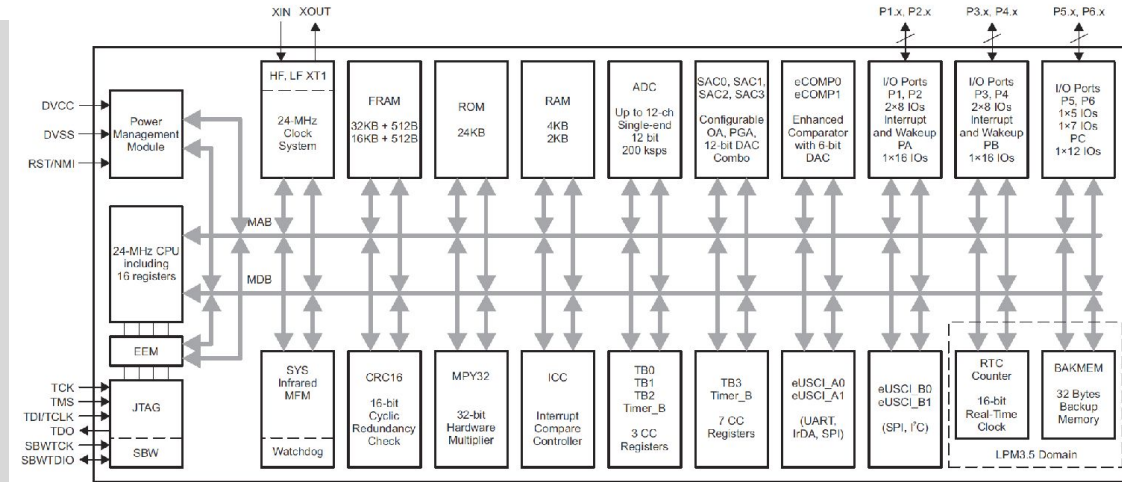 XIN
XOUT
P1.x, P2.x
P3.x, P4.x
P5.x, P6.x
DVCC
DVSS
RST/NMI
Power
Management
Module
HF, LF XT1
24-MHz
Clock
System
FRAM
32KB + 512B
16KB + 512B
ROM
24KB
RAM
4KB
2KB
ADC
Up to 12-ch
Single-end
12 bit
200 ksps
SAC0, SAC1,
SAC2, SAC3
Configurable
OA, PGA,
12-bit DAC
Combo
eCOMP0
eCOMP1
Enhanced
Comparator
with 6-bit
DAC
I/O Ports
P1, P2
2×8 IOs
Interrupt
and Wakeup
PA
1×16 IOs
I/O Ports
P3, P4
2×8 IOs
Interrupt
and Wakeup
PB
1×16 IOs
I/O Ports
P5, P6
1×5 IOs
1×7 IOs
PC
1×12 IOs
MAB
24-MHz CPU
including
16 registers
MDB
EEM
TCK
TMS
TDI/TCLK
TDO
SBWTCK
SBWTDIO
JTAG
SBW
SYS
Infrared
MFM
Watchdog
CRC16
16-bit
Cyclic
Redundancy
Check
MPY32
32-bit
Hardware
Multiplier
ICC
Interrupt
Compare
Controller
TB0
TB1
TB2
Timer_B
3 CC
Registers
TB3
Timer_B
7 CC
Registers
eUSCI_A0
eUSCI_A1
(UART,
IrDA, SPI)
eUSCI_B0
eUSCI_B1
(SPI, I²C)
RTC
Counter
16-bit
Real-Time
Clock
BAKMEM
32 Bytes
Backup
Memory
LPM3.5 Domain